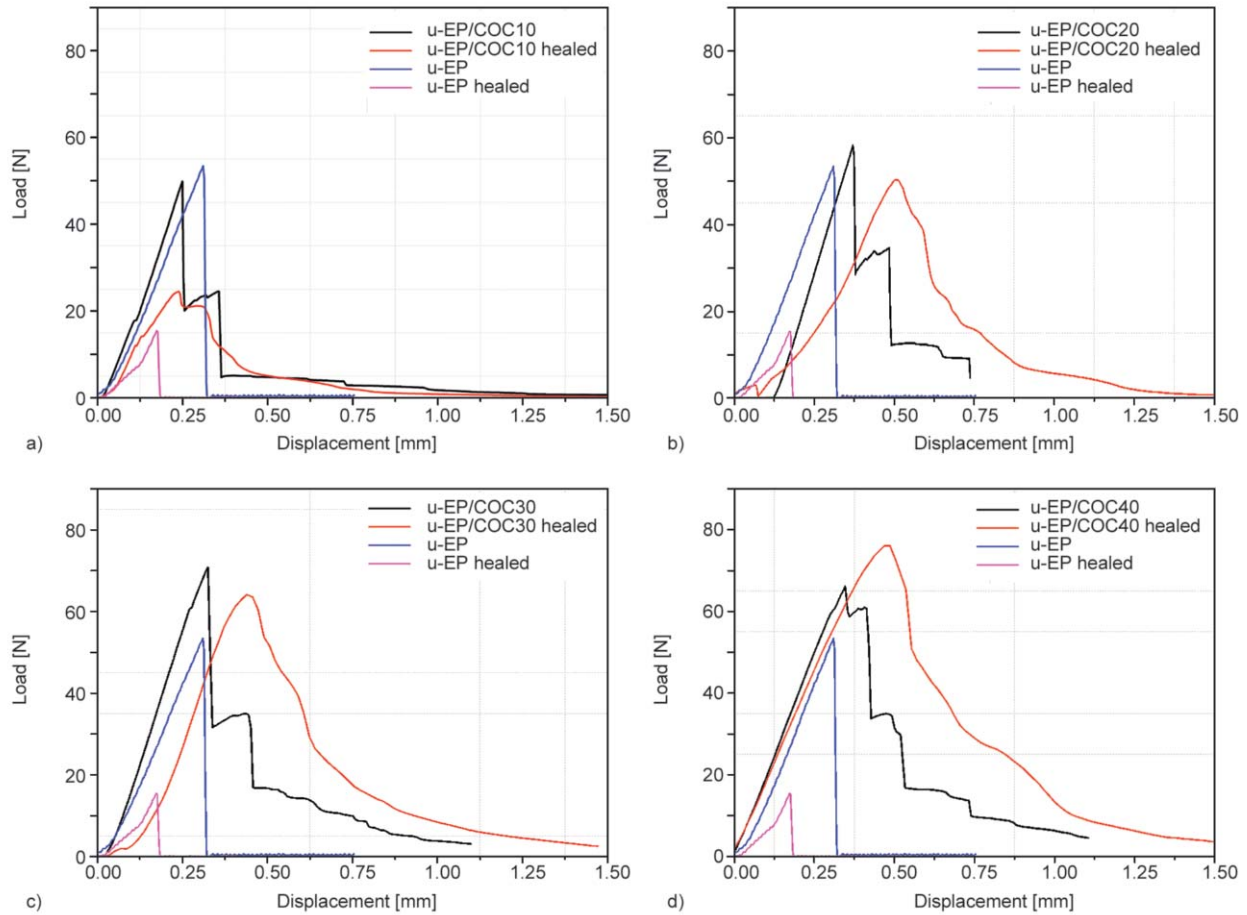 u-EP/COC10
u-EP/COC10 healed
u-EP
u-EP healed
80
60
40
20
0
Load [N]
0.00 0.25 0.50 0.75 1.00 1.25 1.50
Displacement [mm]
a)
u-EP/COC20
u-EP/COC20 healed
u-EP
u-EP healed
80
60
40
20
0
Load [N]
0.00 0.25 0.50 0.75 1.00 1.25 1.50
Displacement [mm]
b)
u-EP/COC30
u-EP/COC30 healed
u-EP
u-EP healed
80
60
40
20
0
Load [N]
0.00 0.25 0.50 0.75 1.00 1.25 1.50
Displacement [mm]
c)
u-EP/COC40
u-EP/COC40 healed
u-EP
u-EP healed
80
60
40
20
0
Load [N]
0.00 0.25 0.50 0.75 1.00 1.25 1.50
Displacement [mm]
d)